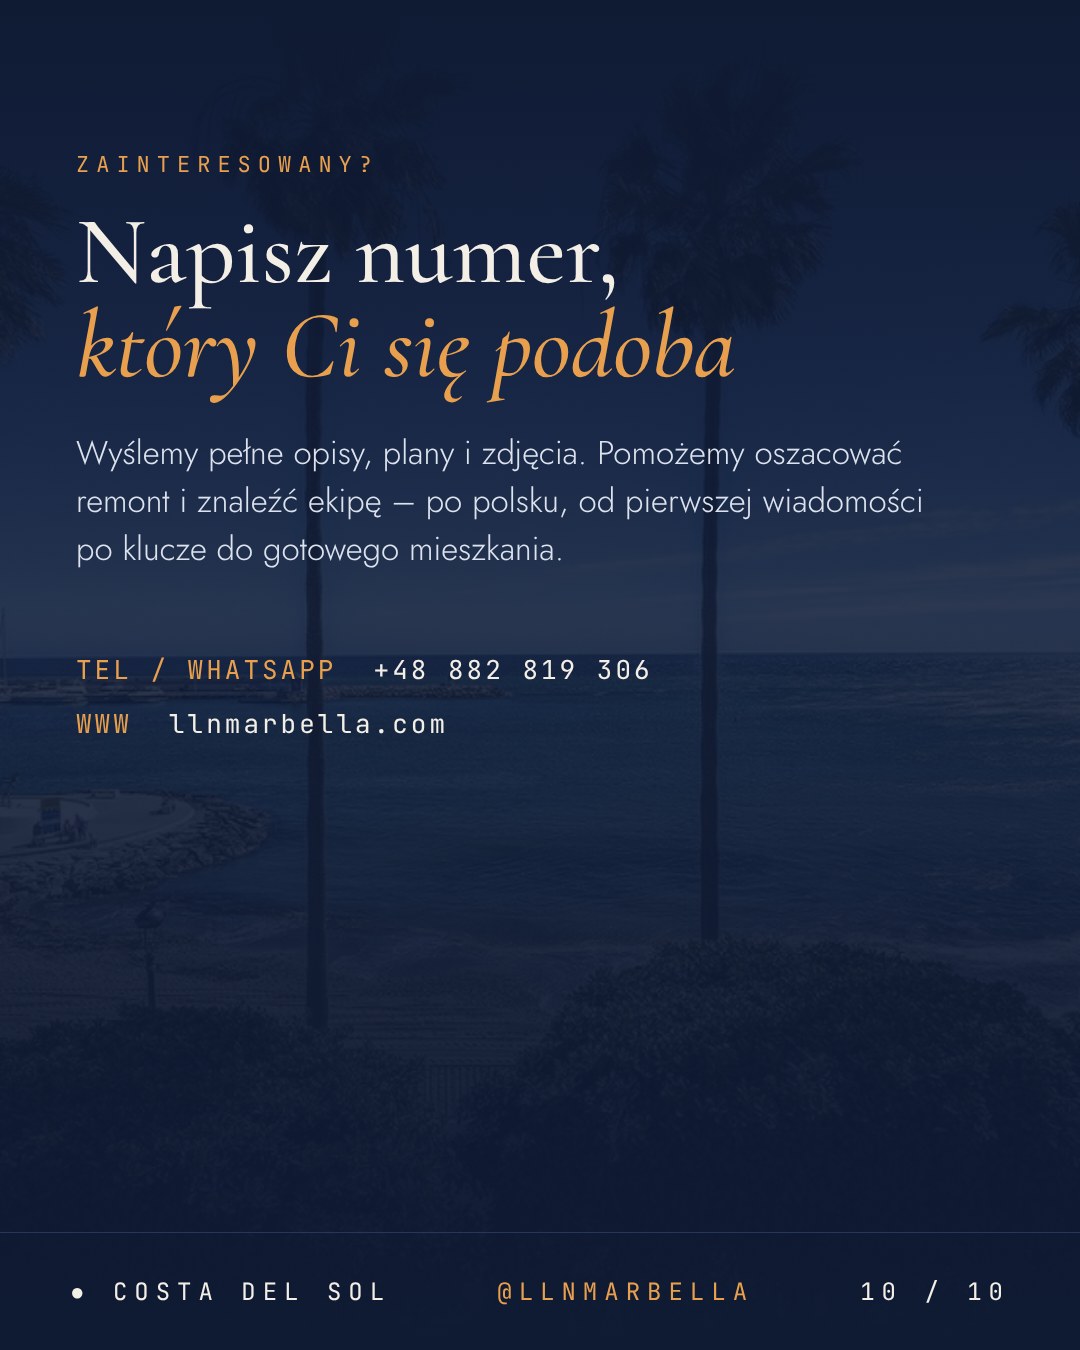 ZAINTERESOWANY?
Napisz numer,
który Ci się podoba
Wyślemy pełne opisy, plany i zdjęcia. Pomożemy oszacować
remont i znaleźć ekipę – po polsku, od pierwszej wiadomości
po klucze do gotowego mieszkania.
TEL / WHATSAPP +48 882 819 306
WWW llnmarbella.com
• COSTA DEL SOL @LLNMARBELLA 10 / 10